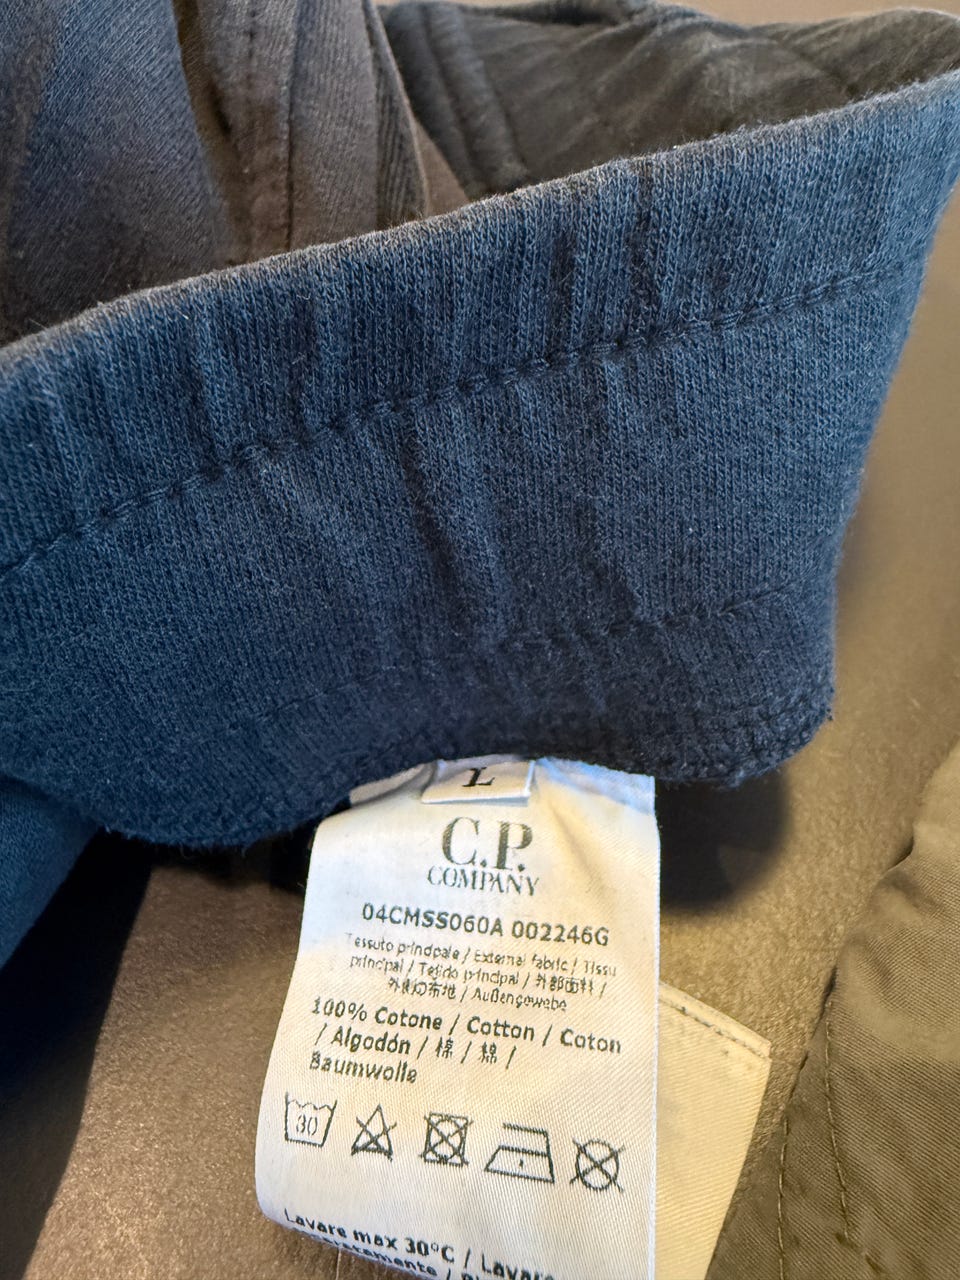 L
C.P.
COMPANY
04CMSS060A 002246G
Tessuto principale / External fabric / Tissu
principal / Tejido principal / 外部面料 /
外側の布地 / Außengewebe
100% Cotone / Cotton / Coton
/ Algodón / 棉 / 綿 /
Baumwolle
30
Lavare max 30°C /